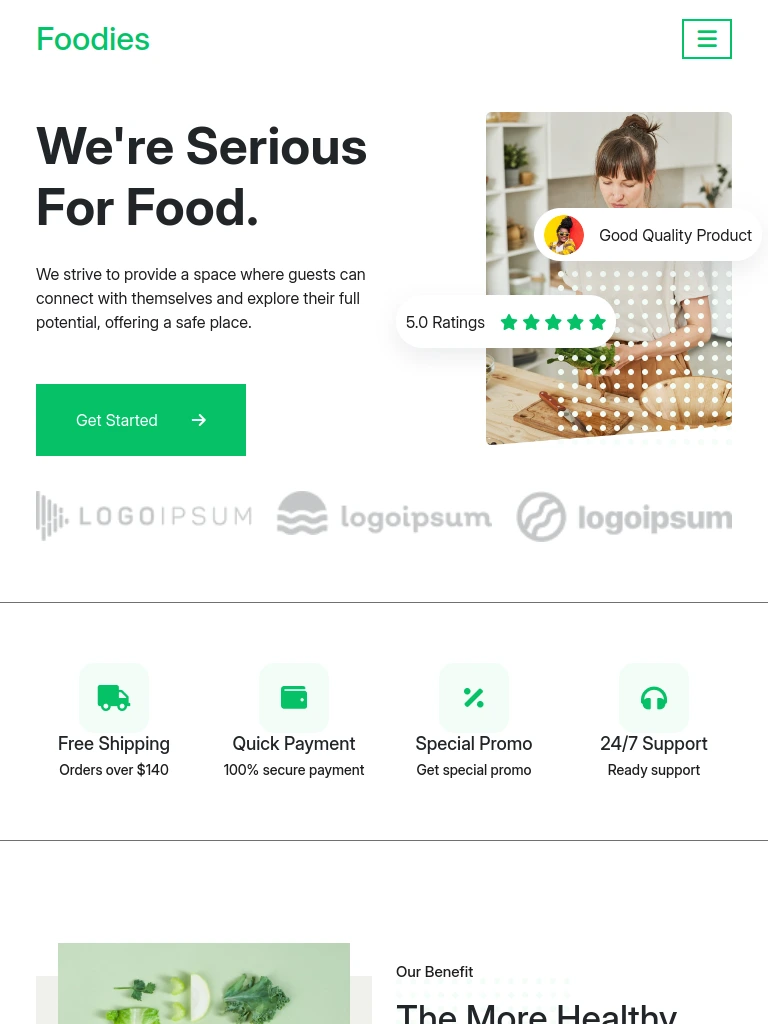 Foodies
We're Serious
For Food.
We strive to provide a space where guests can
connect with themselves and explore their full
potential, offering a safe place.
Good Quality Product
5.0 Ratings
Get Started
LOGOIPSUM
logoipsum
logoipsum
Free Shipping
Orders over $140
Quick Payment
100% secure payment
Special Promo
Get special promo
24/7 Support
Ready support
Our Benefit
The More Healthy